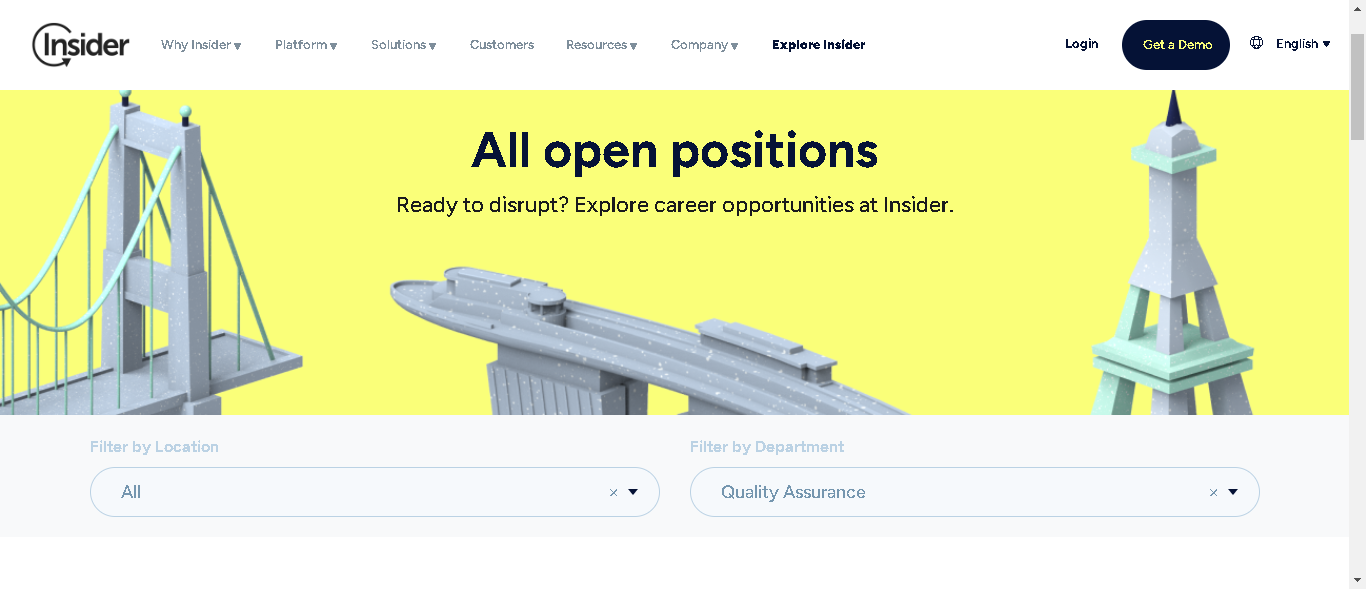 Insider
Why Insider ▾ Platform ▾ Solutions ▾ Customers Resources ▾ Company ▾ Explore Insider Login Get a Demo English ▾
All open positions
Ready to disrupt? Explore career opportunities at Insider.
Filter by Location Filter by Department
All × ▾ Quality Assurance × ▾